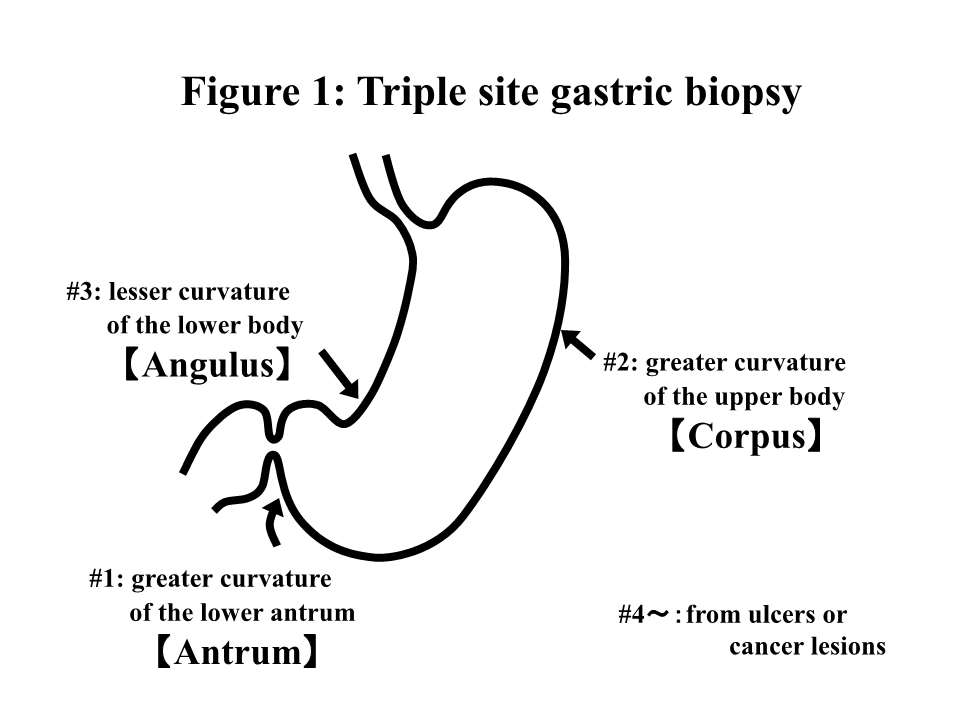 Figure 1: Triple site gastric biopsy
#3: lesser curvature
of the lower body
【Angulus】
#2: greater curvature
of the upper body
【Corpus】
#1: greater curvature
of the lower antrum
【Antrum】
#4～：from ulcers or
cancer lesions